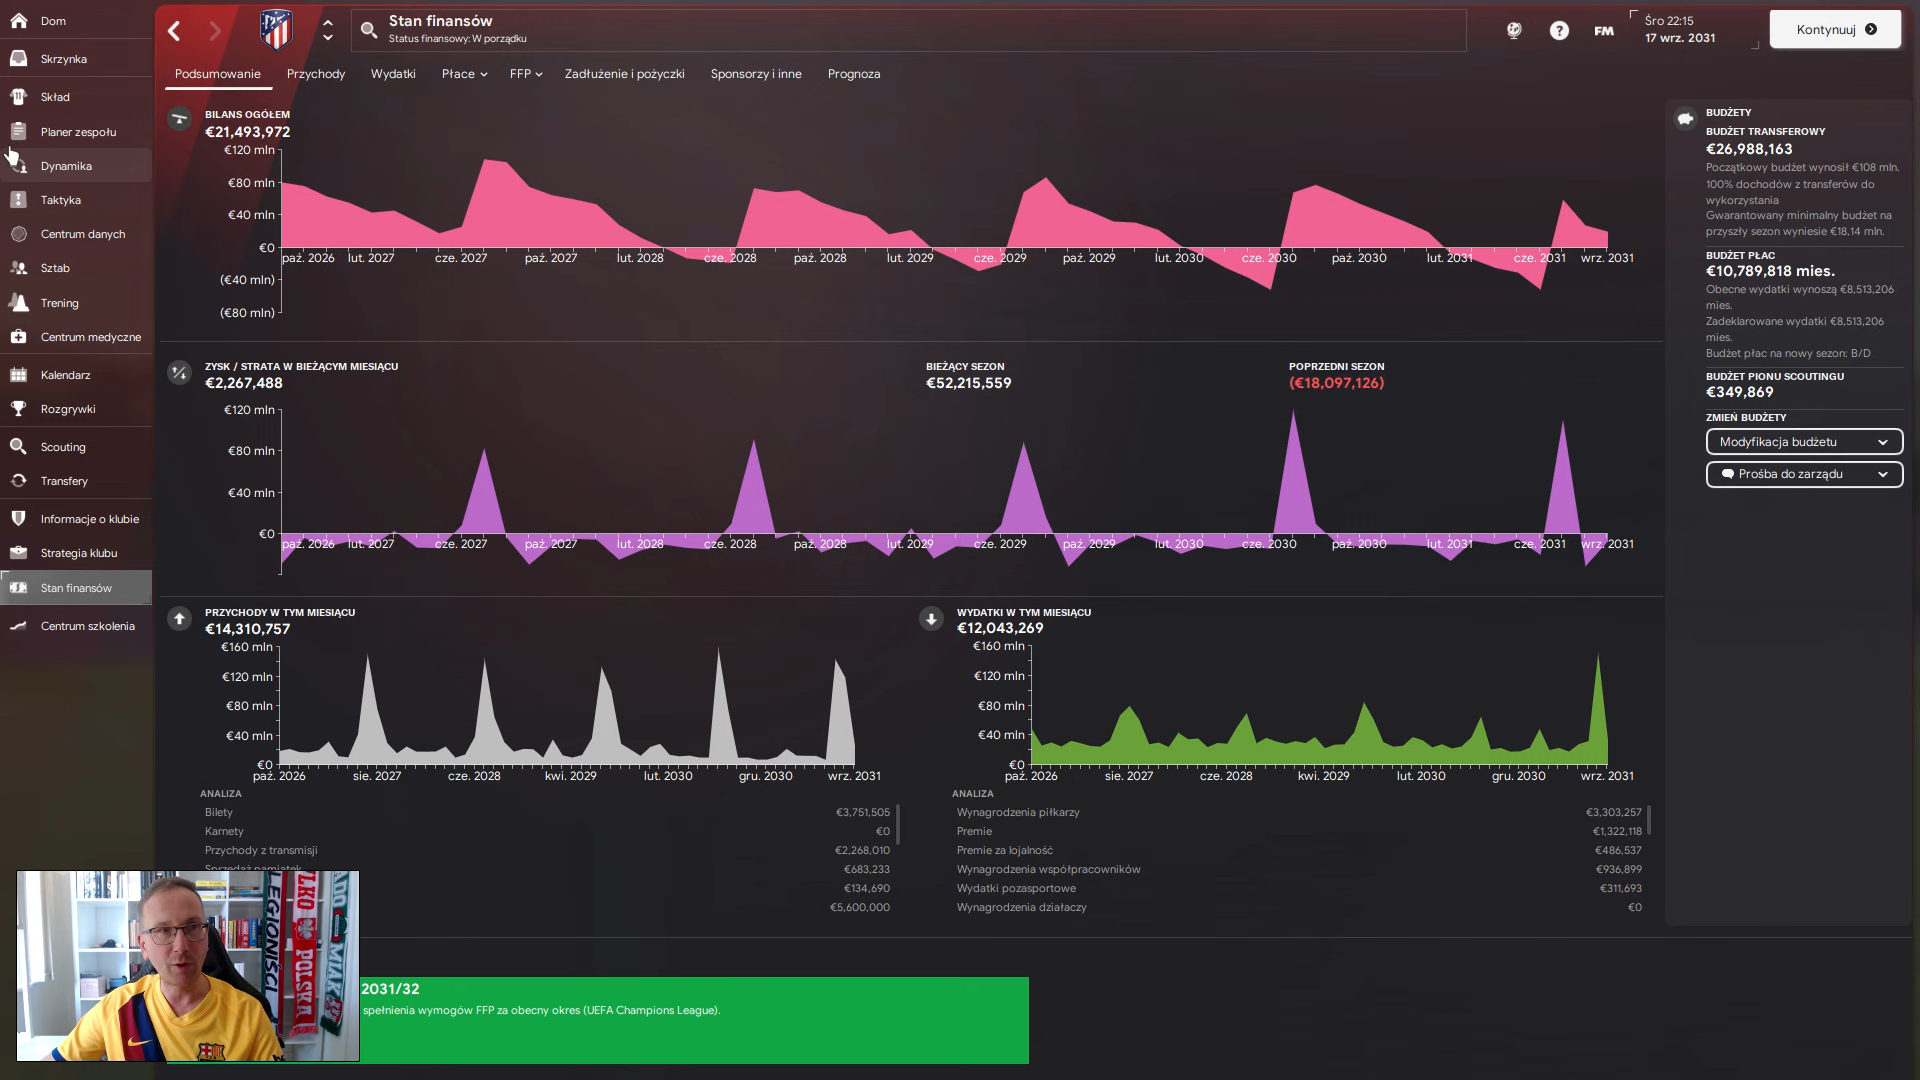 Dom
Skrzynka
Skład
Planer zespołu
Dynamika
Taktyka
Centrum danych
Sztab
Trening
Centrum medyczne
Kalendarz
Rozgrywki
Scouting
Transfery
Informacje o klubie
Strategia klubu
Stan finansów
Centrum szkolenia
Stan finansów
Status finansowy: W porządku
FM
Śro 22:15
17 wrz. 2031
Kontynuuj
Podsumowanie
Przychody
Wydatki
Płace
FFP
Zadłużenie i pożyczki
Sponsorzy i inne
Prognoza
BILANS OGÓŁEM
€21,493,972
€120 mln
€80 mln
€40 mln
€0
(€40 mln)
(€80 mln)
paź. 2026 lut. 2027 cze. 2027 paź. 2027 lut. 2028 cze. 2028 paź. 2028 lut. 2029 cze. 2029 paź. 2029 lut. 2030 cze. 2030 paź. 2030 lut. 2031 cze. 2031 wrz. 2031
ZYSK / STRATA W BIEŻĄCYM MIESIĄCU
€2,267,488
BIEŻĄCY SEZON
€52,215,559
POPRZEDNI SEZON
(€18,097,126)
€120 mln
€80 mln
€40 mln
€0
paź. 2026 lut. 2027 cze. 2027 paź. 2027 lut. 2028 cze. 2028 paź. 2028 lut. 2029 cze. 2029 paź. 2029 lut. 2030 cze. 2030 paź. 2030 lut. 2031 cze. 2031 wrz. 2031
PRZYCHODY W TYM MIESIĄCU
€14,310,757
€160 mln
€120 mln
€80 mln
€40 mln
€0
paź. 2026 sie. 2027 cze. 2028 kwi. 2029 lut. 2030 gru. 2030 wrz. 2031
ANALIZA
Bilety €3,751,505
Karnety €0
Przychody z transmisji €2,268,010
Sprzedaż pamiątek €683,233
€134,690
€5,600,000
WYDATKI W TYM MIESIĄCU
€12,043,269
€160 mln
€120 mln
€80 mln
€40 mln
€0
paź. 2026 sie. 2027 cze. 2028 kwi. 2029 lut. 2030 gru. 2030 wrz. 2031
ANALIZA
Wynagrodzenia piłkarzy €3,303,257
Premie €1,322,118
Premie za lojalność €486,537
Wynagrodzenia współpracowników €936,899
Wydatki pozasportowe €311,693
Wynagrodzenia działaczy €0
BUDŻETY
BUDŻET TRANSFEROWY
€26,988,163
Początkowy budżet wynosił €108 mln.
100% dochodów z transferów do
wykorzystania
Gwarantowany minimalny budżet na
przyszły sezon wyniesie €18,14 mln.
BUDŻET PŁAC
€10,789,818 mies.
Obecne wydatki wynoszą €8,513,206
mies.
Zadeklarowane wydatki €8,513,206
mies.
Budżet płac na nowy sezon: B/D
BUDŻET PIONU SCOUTINGU
€349,869
ZMIEŃ BUDŻETY
Modyfikacja budżetu
Prośba do zarządu
2031/32
spełnienia wymogów FFP za obecny okres (UEFA Champions League).
LEGIONIŚCI
POLSKA